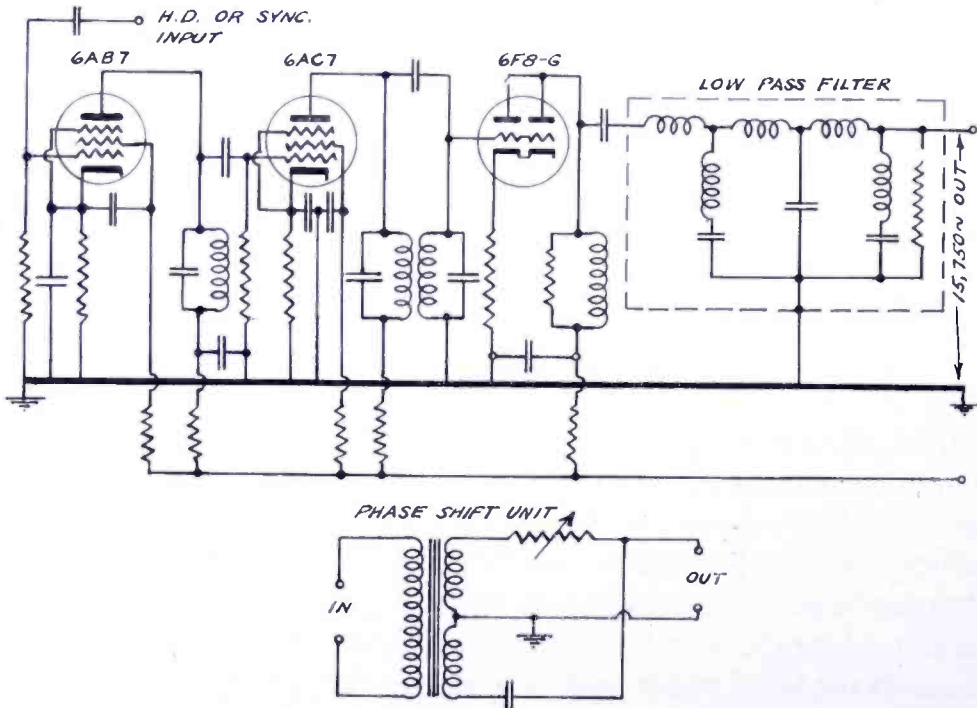 H.D. OR SYNC.
INPUT
6AB7
6AC7
6F8-G
LOW PASS FILTER
15,750~ OUT
PHASE SHIFT UNIT
IN
OUT